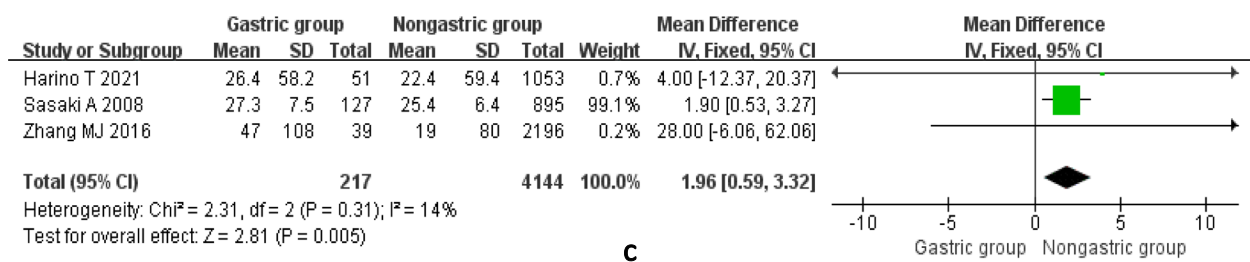 Gastric group Nongastric group Mean Difference Mean Difference
Study or Subgroup Mean SD Total Mean SD Total Weight IV, Fixed, 95% CI IV, Fixed, 95% CI
Harino T 2021 26.4 58.2 51 22.4 59.4 1053 0.7% 4.00 [-12.37, 20.37]
Sasaki A 2008 27.3 7.5 127 25.4 6.4 895 99.1% 1.90 [0.53, 3.27]
Zhang MJ 2016 47 108 39 19 80 2196 0.2% 28.00 [-6.06, 62.06]
Total (95% CI) 217 4144 100.0% 1.96 [0.59, 3.32]
Heterogeneity: Chi² = 2.31, df = 2 (P = 0.31); I² = 14%
Test for overall effect: Z = 2.81 (P = 0.005)
-10 -5 0 5 10
Gastric group Nongastric group
c